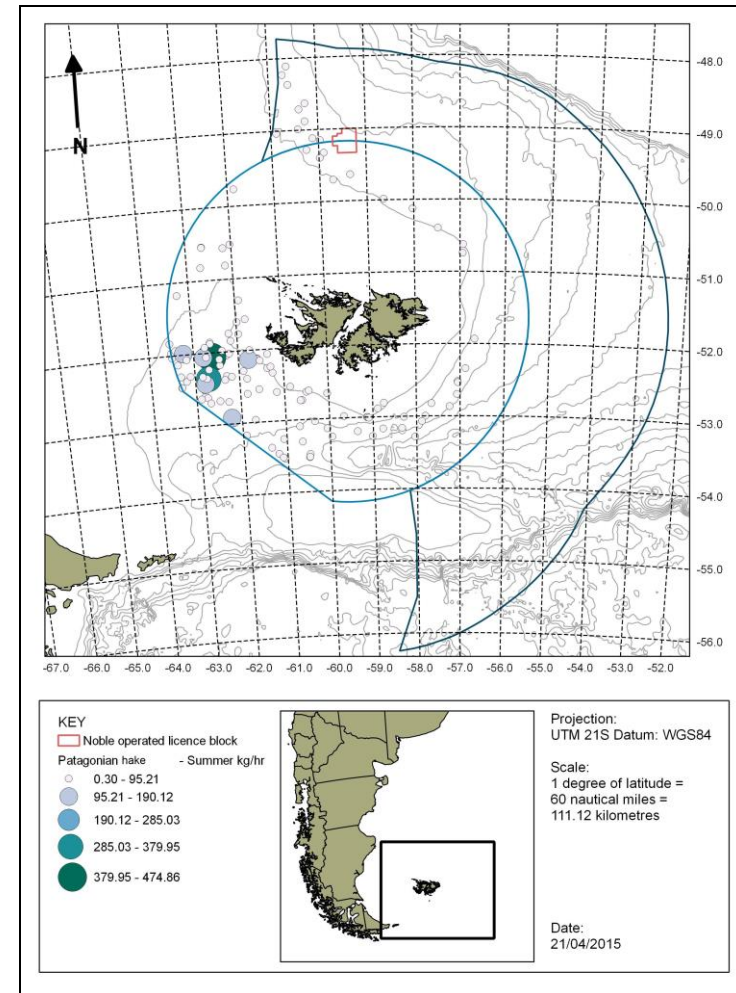 N
-48.0
-49.0
-50.0
-51.0
-52.0
-53.0
-54.0
-55.0
-56.0
-67.0 -66.0 -65.0 -64.0 -63.0 -62.0 -61.0 -60.0 -59.0 -58.0 -57.0 -56.0 -55.0 -54.0 -53.0 -52.0
KEY
Noble operated licence block
Patagonian hake - Summer kg/hr
0.30 - 95.21
95.21 - 190.12
190.12 - 285.03
285.03 - 379.95
379.95 - 474.86
Projection:
UTM 21S Datum: WGS84
Scale:
1 degree of latitude =
60 nautical miles =
111.12 kilometres
Date:
21/04/2015